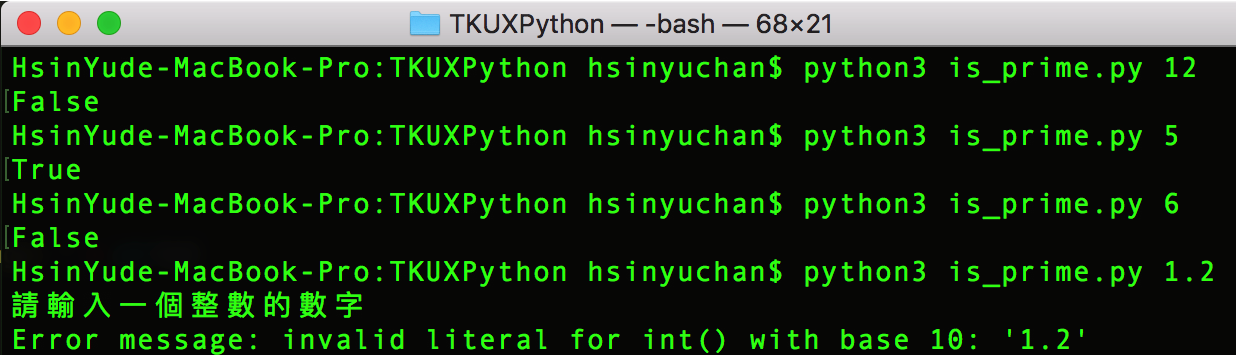 TKUXPython — -bash — 68×21
HsinYude-MacBook-Pro:TKUXPython hsinyuchan$ python3 is_prime.py 12
[False
HsinYude-MacBook-Pro:TKUXPython hsinyuchan$ python3 is_prime.py 5
[True
HsinYude-MacBook-Pro:TKUXPython hsinyuchan$ python3 is_prime.py 6
[False
HsinYude-MacBook-Pro:TKUXPython hsinyuchan$ python3 is_prime.py 1.2
請輸入一個整數的數字
Error message: invalid literal for int() with base 10: '1.2'